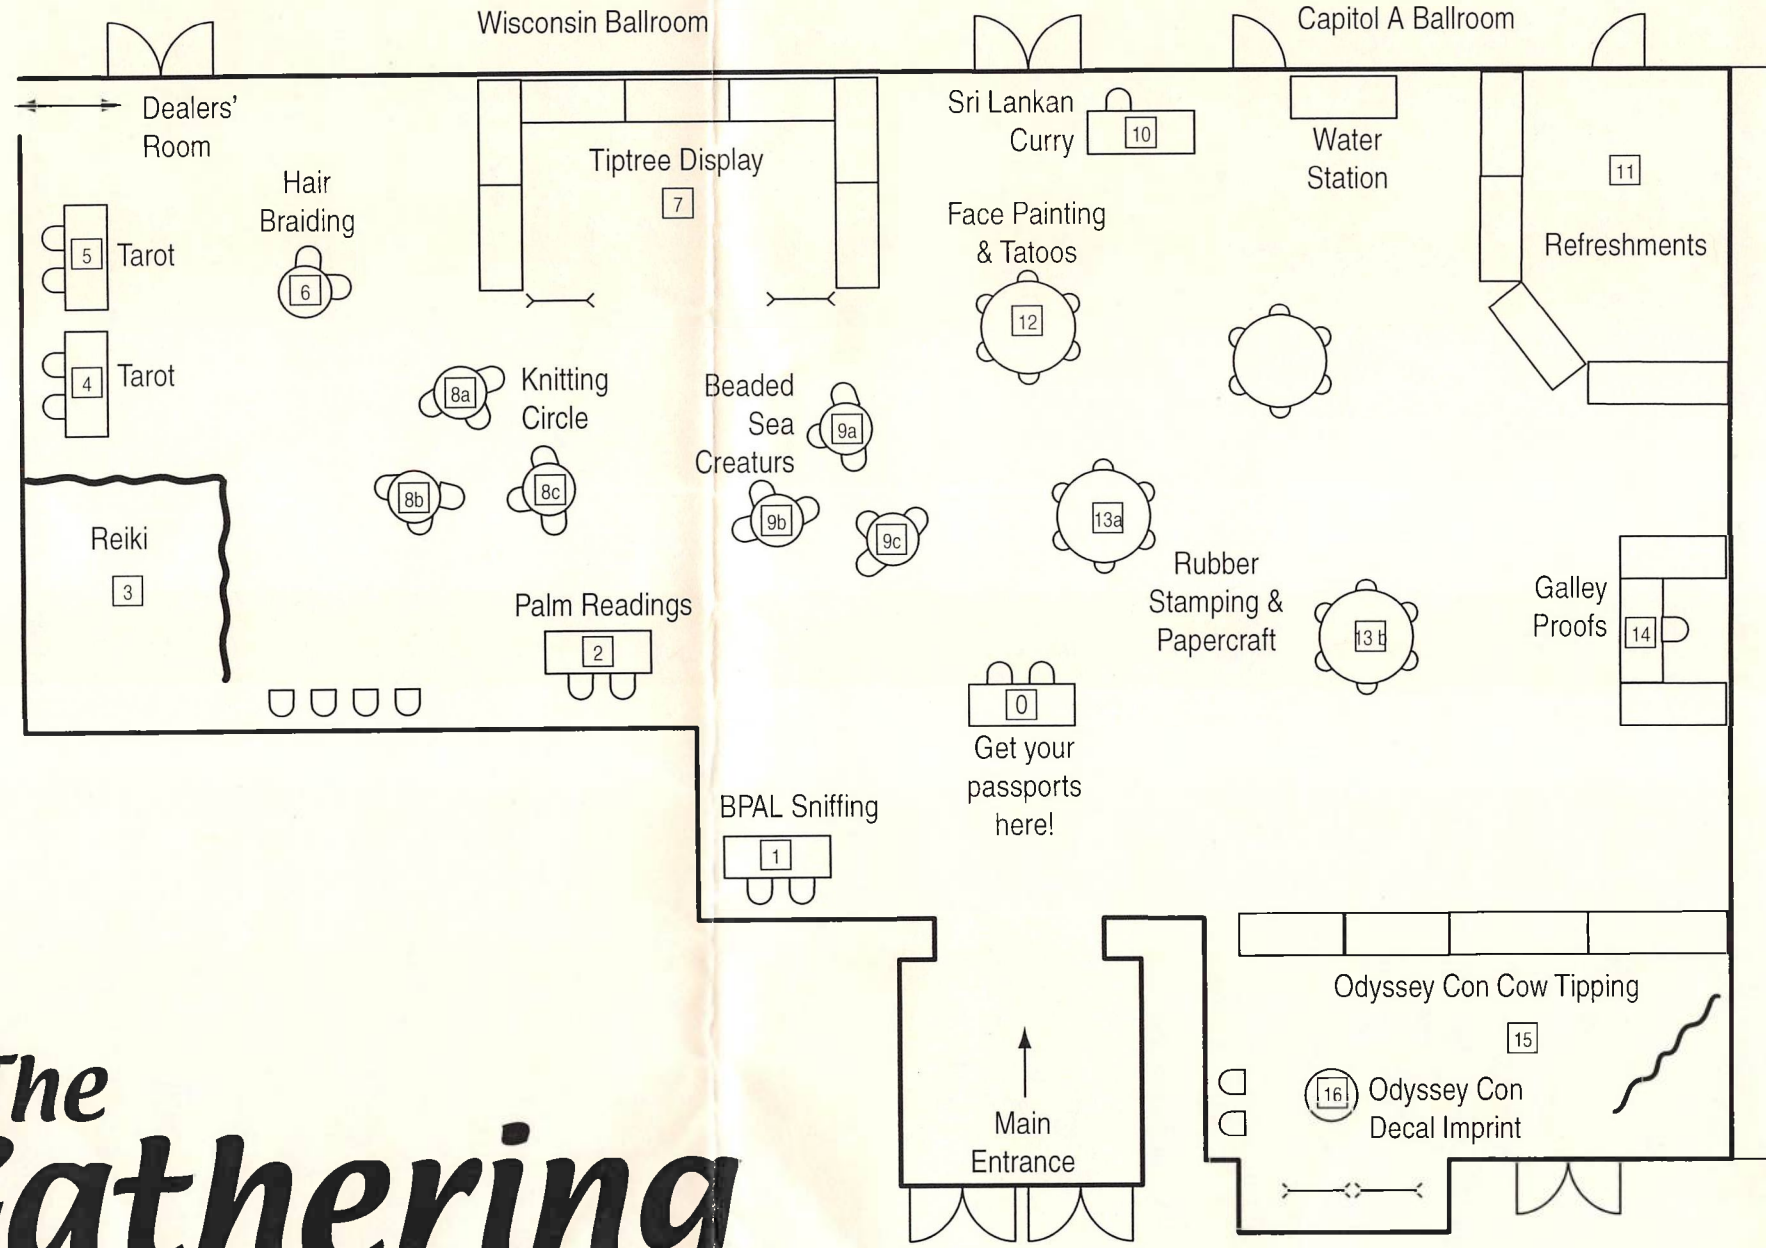 Wisconsin Ballroom
Capitol A Ballroom
Dealers'
Room
Sri Lankan
Curry
10
Water
Station
11
Refreshments
Tiptree Display
7
Hair
Braiding
6
5
Tarot
4
Tarot
Face Painting
& Tatoos
12
8a
Knitting
Circle
8b
8c
Beaded
Sea
Creaturs
9a
9b
9c
13a
Rubber
Stamping &
Papercraft
13 b
Galley
Proofs
14
Reiki
3
Palm Readings
2
0
Get your
passports
here!
BPAL Sniffing
1
Odyssey Con Cow Tipping
15
16
Odyssey Con
Decal Imprint
Main
Entrance
The
Gathering